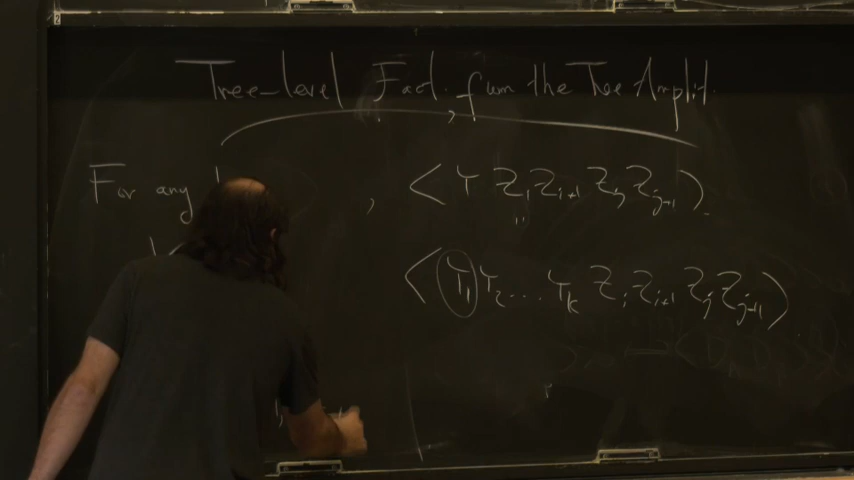 Tree-level Fact. from the Tree Amplit.
For any , < Y Z_i Z_{i+1} Z_j Z_{j+1} >
< Y_1 Y_2 ... Y_k Z_i Z_{i+1} Z_j Z_{j+1} >